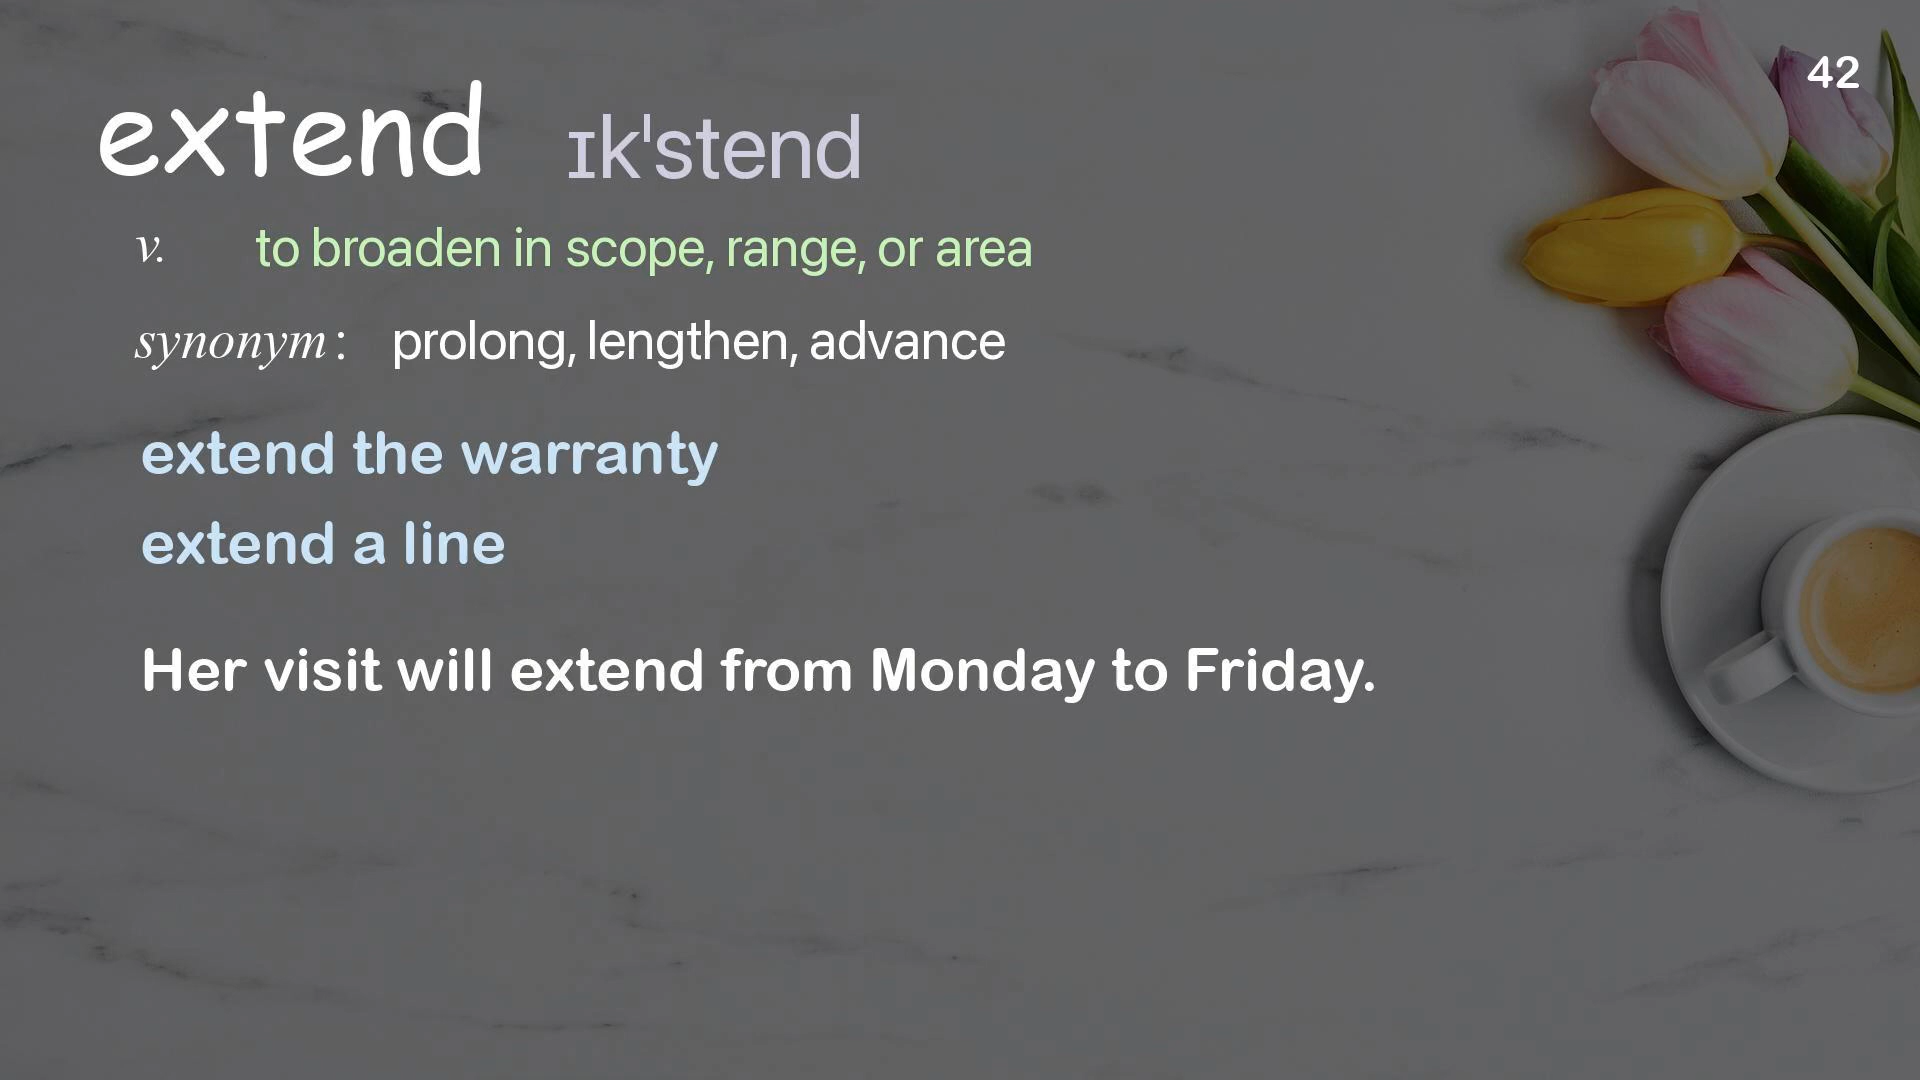 42
extend ɪk'stend
v. to broaden in scope, range, or area
synonym: prolong, lengthen, advance
extend the warranty
extend a line
Her visit will extend from Monday to Friday.